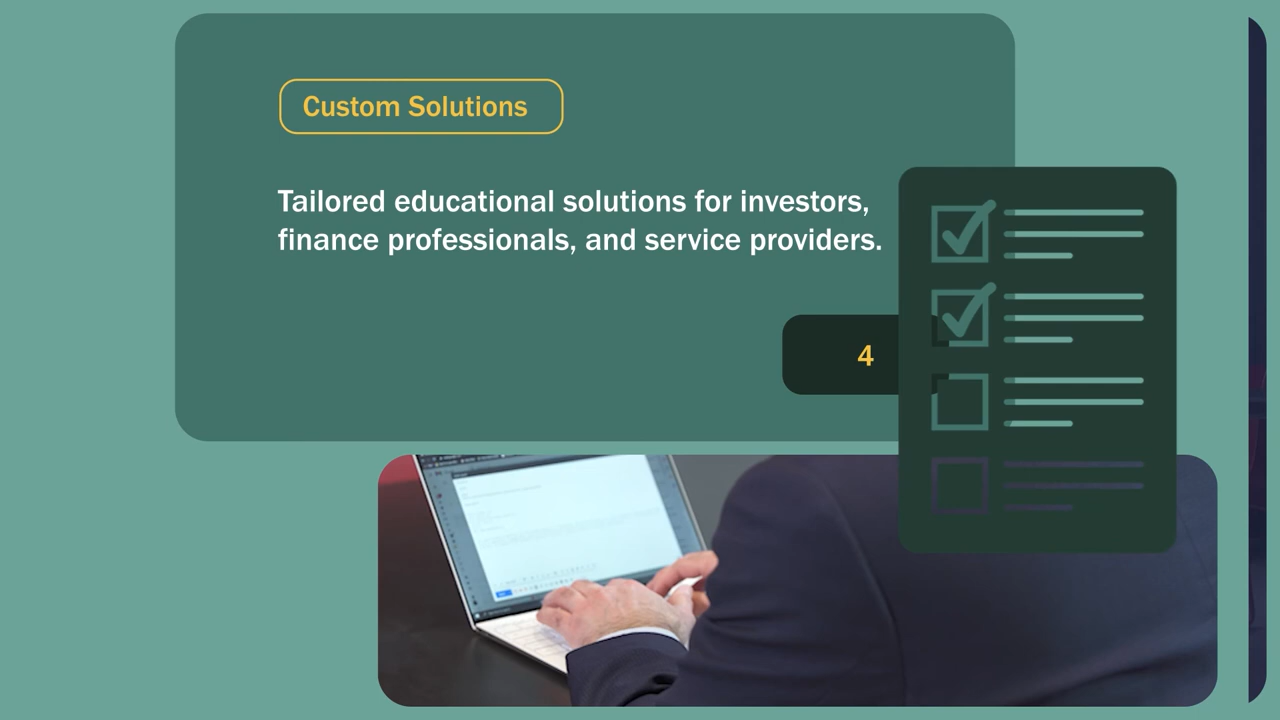 Custom Solutions
Tailored educational solutions for investors,
finance professionals, and service providers.
4